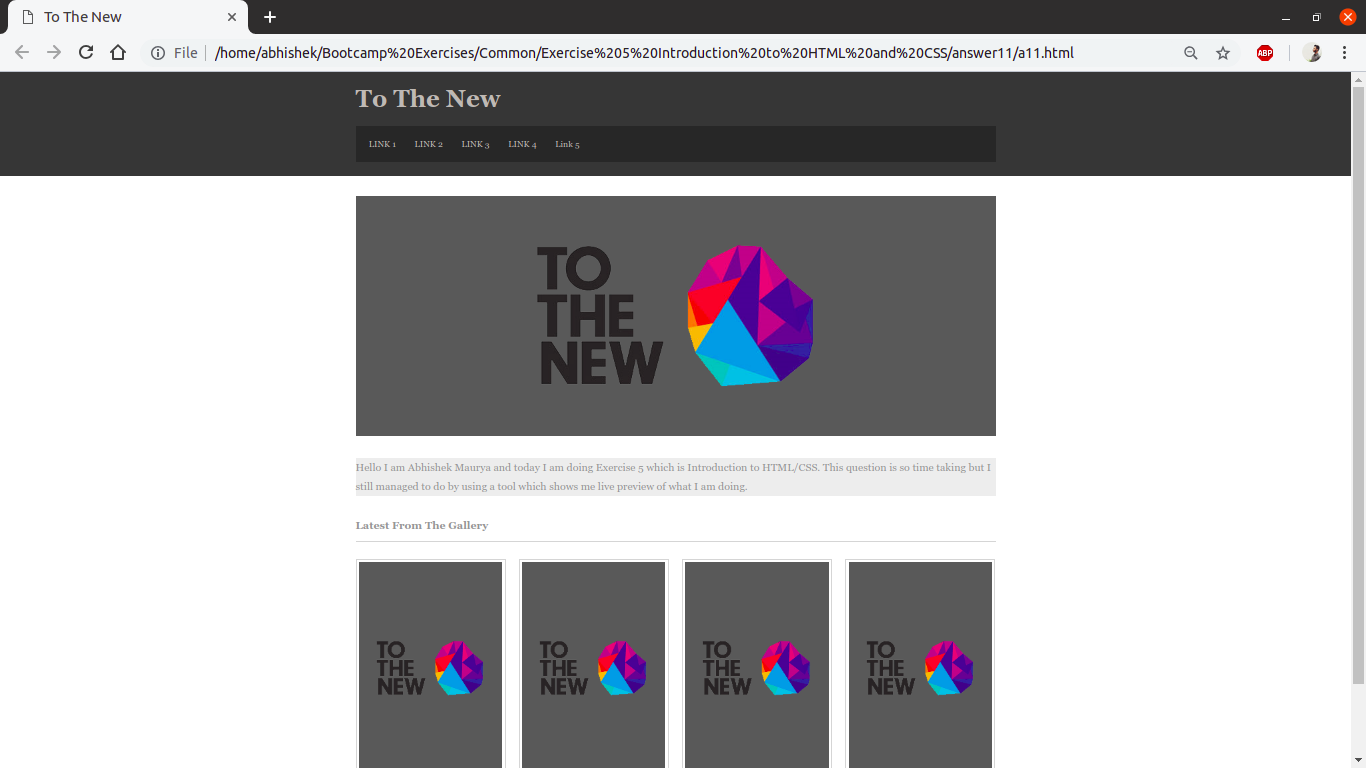 To The New
File
/home/abhishek/Bootcamp%20Exercises/Common/Exercise%205%20Introduction%20to%20HTML%20and%20CSS/answer11/a11.html
ABP
To The New
LINK 1 LINK 2 LINK 3 LINK 4 Link 5
TO
THE
NEW
Hello I am Abhishek Maurya and today I am doing Exercise 5 which is Introduction to HTML/CSS. This question is so time taking but I
still managed to do by using a tool which shows me live preview of what I am doing.
Latest From The Gallery
TO
THE
NEW
TO
THE
NEW
TO
THE
NEW
TO
THE
NEW